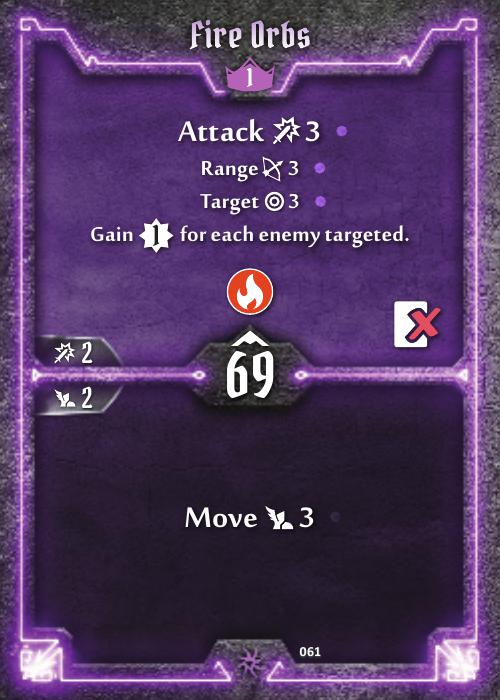 Fire Orbs
1
Attack 3
Range 3
Target 3
Gain 1 for each enemy targeted.
2
69
2
Move 3
061